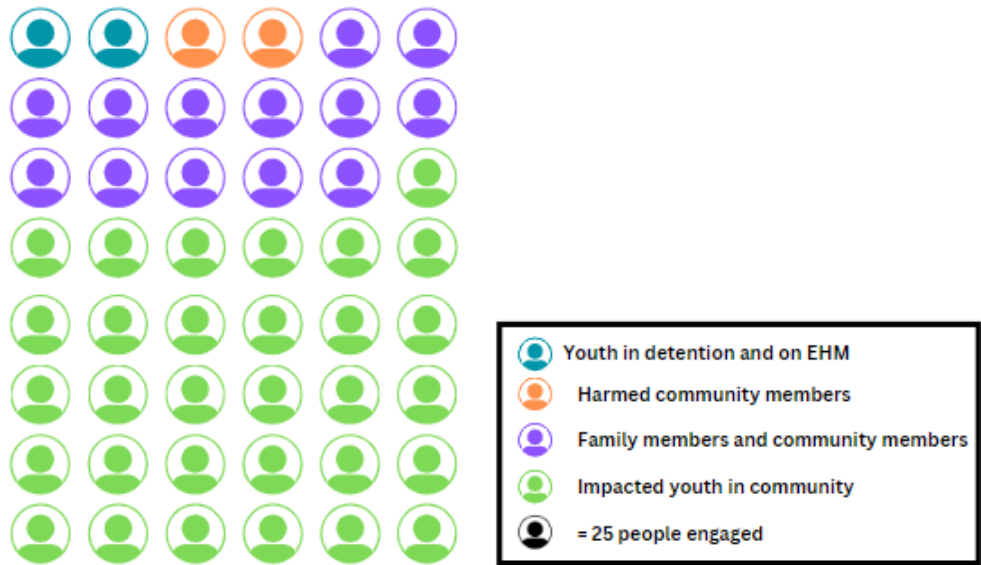 Youth in detention and on EHM
Harmed community members
Family members and community members
Impacted youth in community
= 25 people engaged